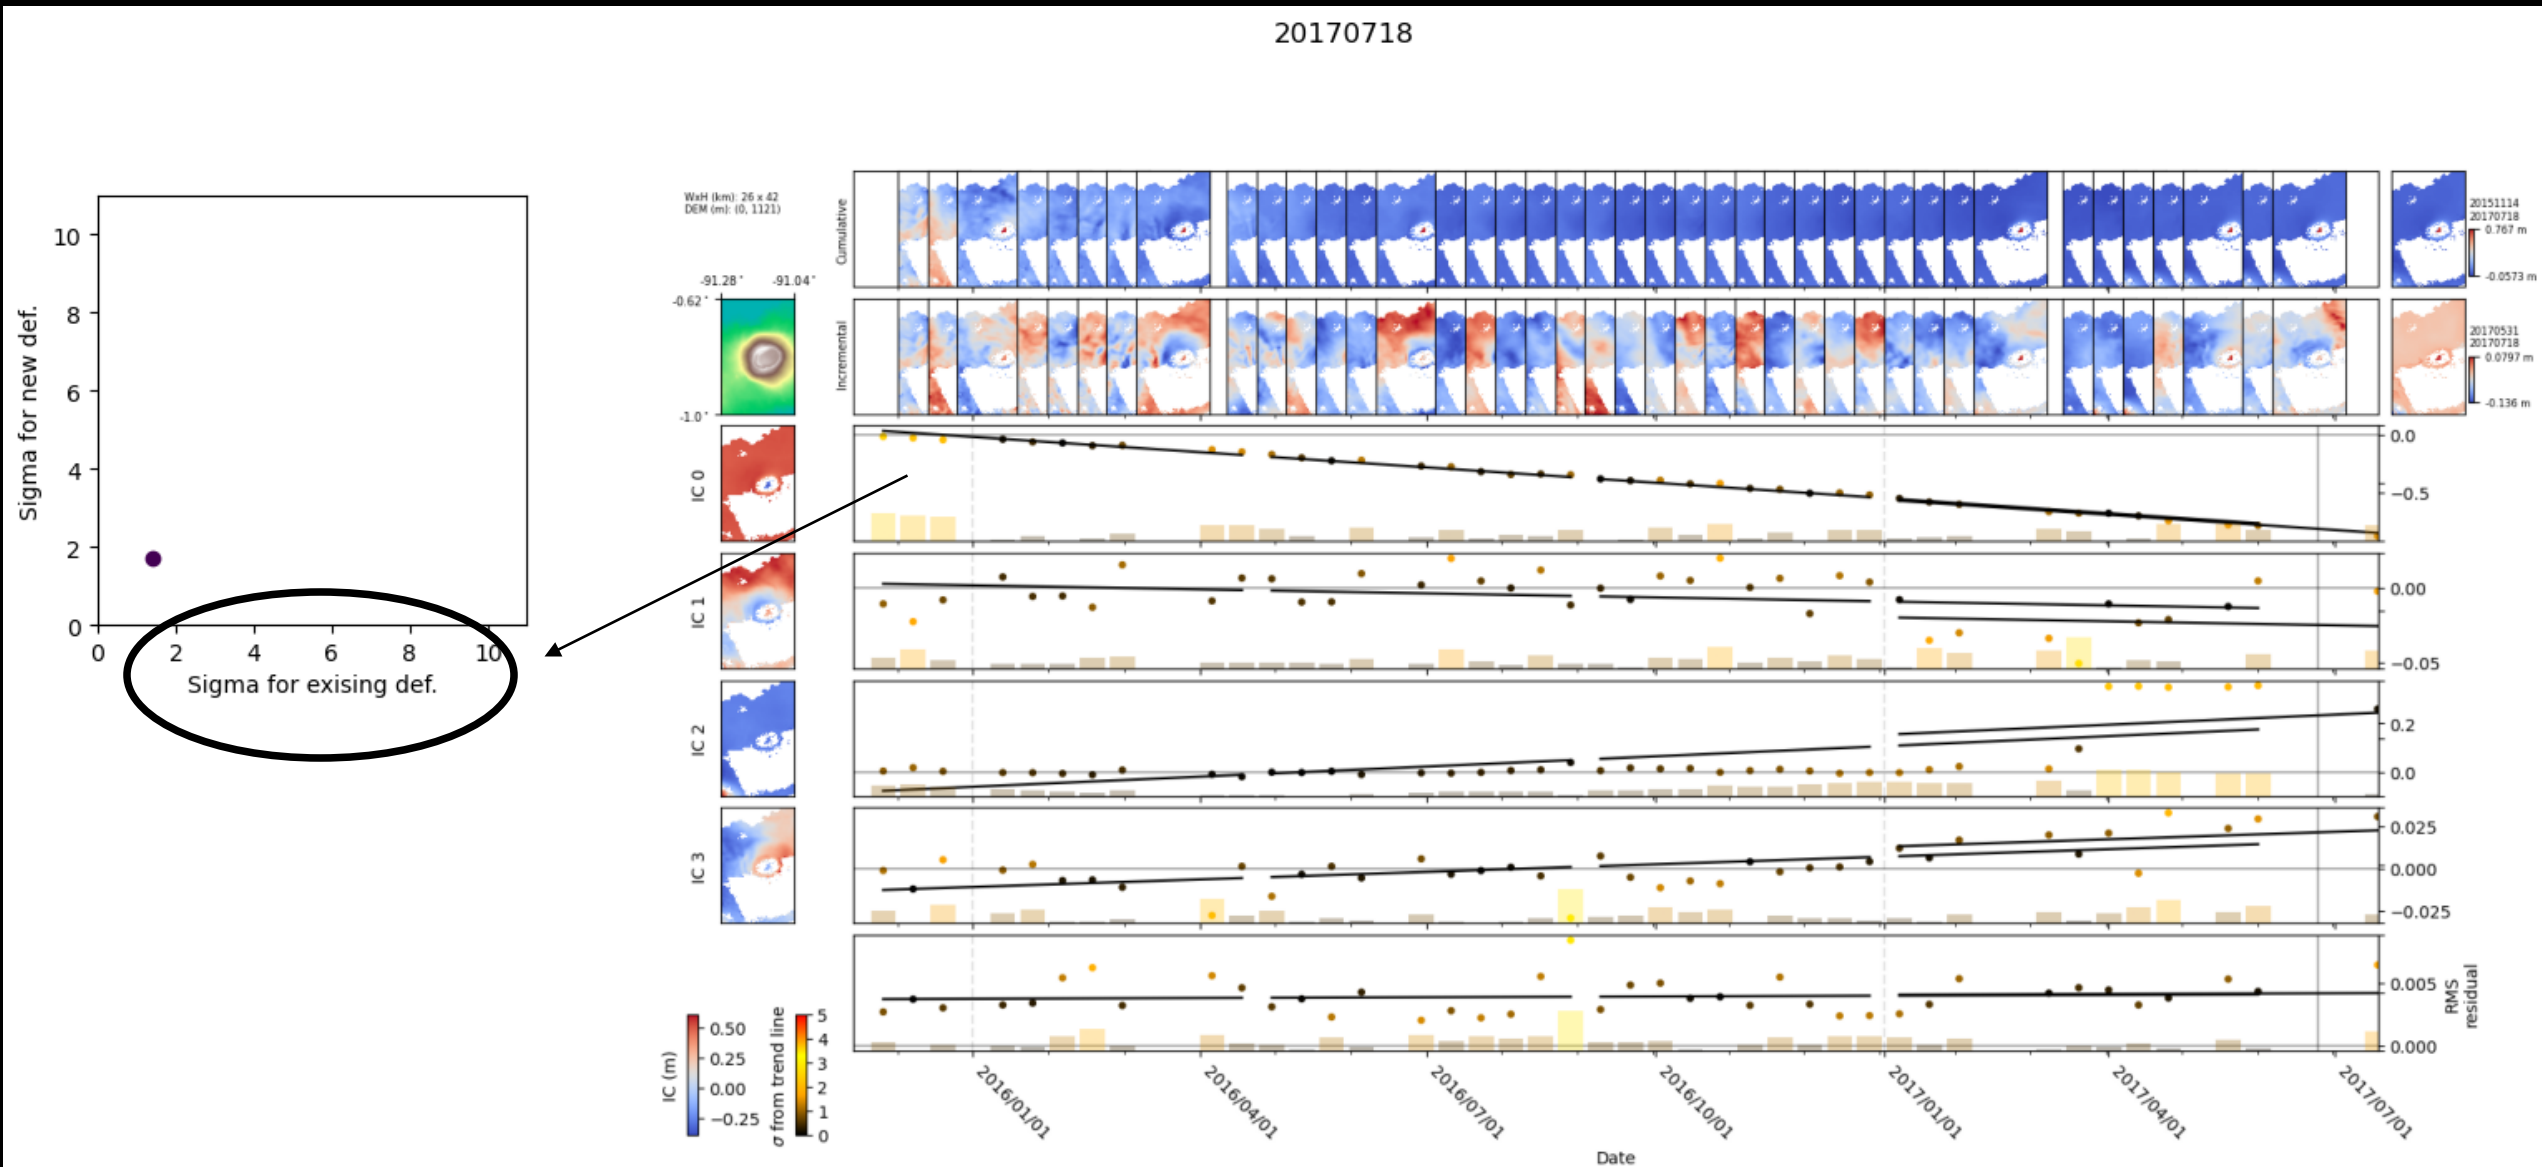 20170718
10
8
6
4
2
0
Sigma for new def.
0 2 4 6 8 10
Sigma for exising def.
WxH (km): 26 x 42
DEM (m): (0, 1121)
-91.28° -91.04°
-0.62°
-1.0°
Cumulative
20151114
20170718
0.767 m
-0.0573 m
Incremental
20170531
20170718
0.0797 m
-0.136 m
IC 0
0.0
−0.5
IC 1
0.00
−0.05
IC 2
0.2
0.0
IC 3
0.025
0.000
−0.025
0.005
0.000
RMS
residual
IC (m)
0.50
0.25
0.00
−0.25
σ from trend line
5
4
3
2
1
0
2016/01/01
2016/04/01
2016/07/01
2016/10/01
2017/01/01
2017/04/01
2017/07/01
Date